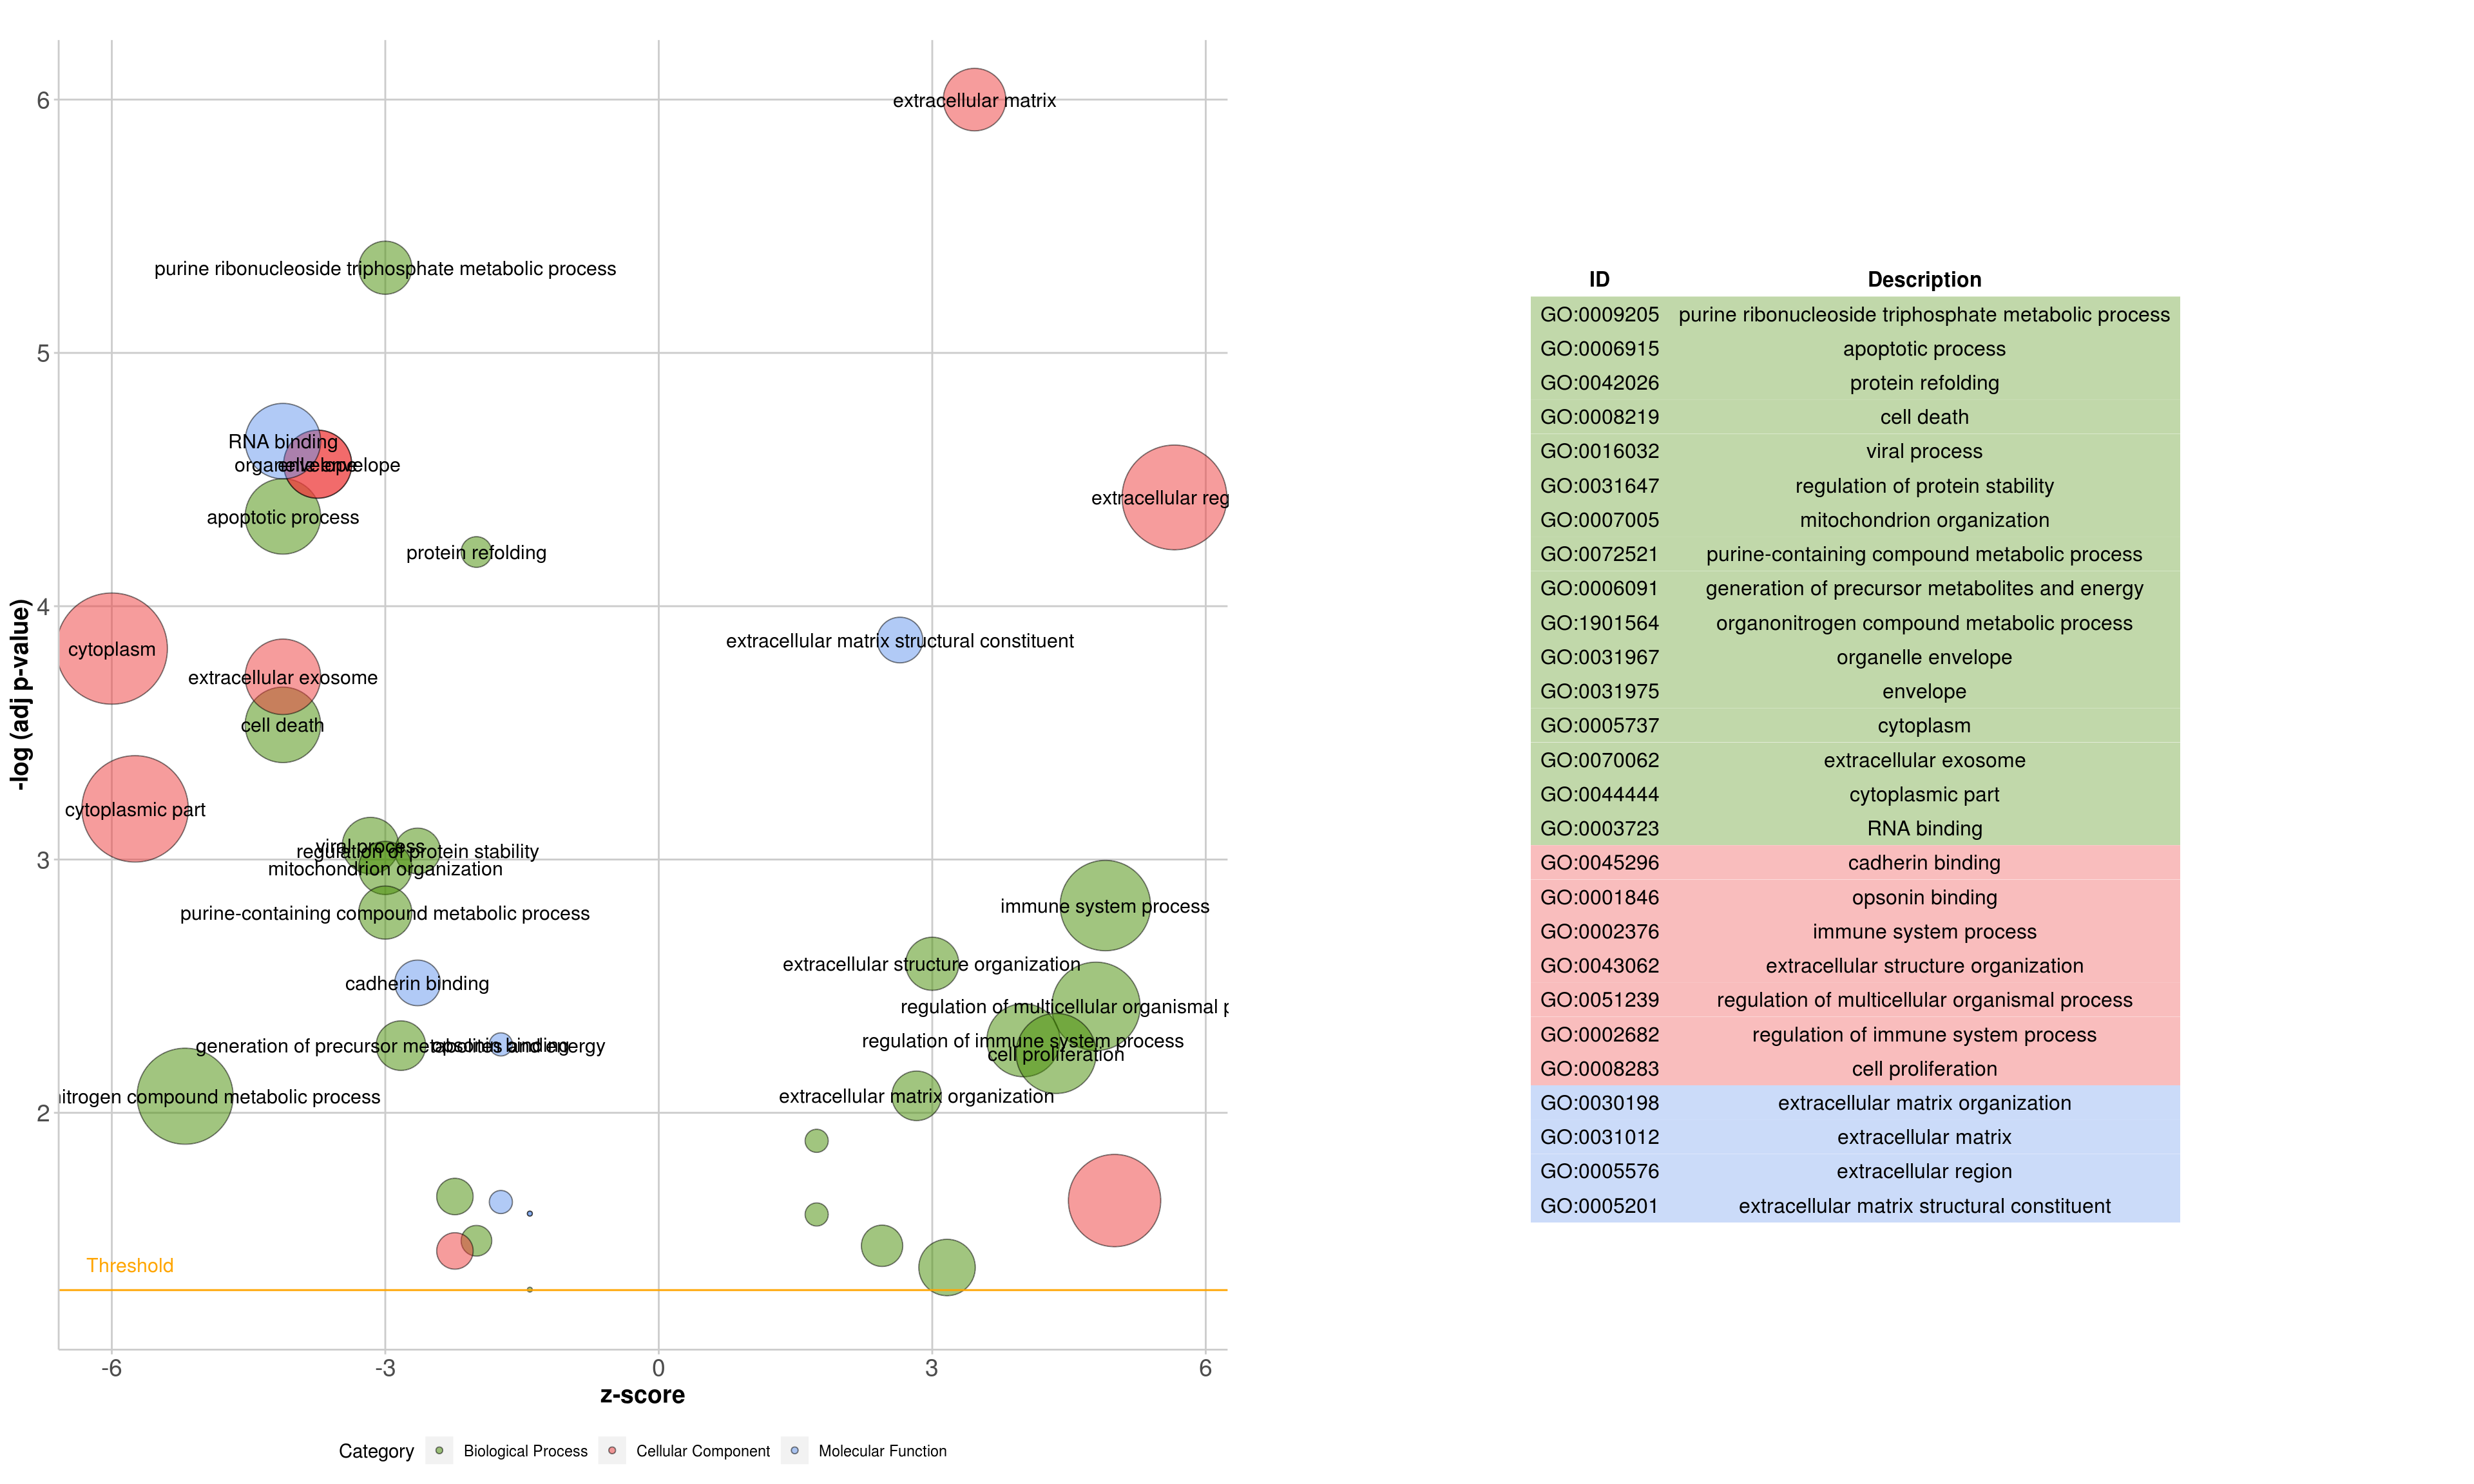 6
extracellular matrix
purine ribonucleoside triphosphate metabolic process
5
RNA binding
organelle envelope
envelope
extracellular reg
apoptotic process
protein refolding
4
extracellular matrix structural constituent
cytoplasm
extracellular exosome
cell death
-log (adj p-value)
cytoplasmic part
viral process
regulation of protein stability
3
mitochondrion organization
immune system process
purine-containing compound metabolic process
extracellular structure organization
cadherin binding
regulation of multicellular organismal p
regulation of immune system process
generation of precursor metabolites and energy
opsonin binding
cell proliferation
nitrogen compound metabolic process
extracellular matrix organization
2
Threshold
-6 -3 0 3 6
z-score
Category Biological Process Cellular Component Molecular Function
ID Description
GO:0009205 purine ribonucleoside triphosphate metabolic process
GO:0006915 apoptotic process
GO:0042026 protein refolding
GO:0008219 cell death
GO:0016032 viral process
GO:0031647 regulation of protein stability
GO:0007005 mitochondrion organization
GO:0072521 purine-containing compound metabolic process
GO:0006091 generation of precursor metabolites and energy
GO:1901564 organonitrogen compound metabolic process
GO:0031967 organelle envelope
GO:0031975 envelope
GO:0005737 cytoplasm
GO:0070062 extracellular exosome
GO:0044444 cytoplasmic part
GO:0003723 RNA binding
GO:0045296 cadherin binding
GO:0001846 opsonin binding
GO:0002376 immune system process
GO:0043062 extracellular structure organization
GO:0051239 regulation of multicellular organismal process
GO:0002682 regulation of immune system process
GO:0008283 cell proliferation
GO:0030198 extracellular matrix organization
GO:0031012 extracellular matrix
GO:0005576 extracellular region
GO:0005201 extracellular matrix structural constituent